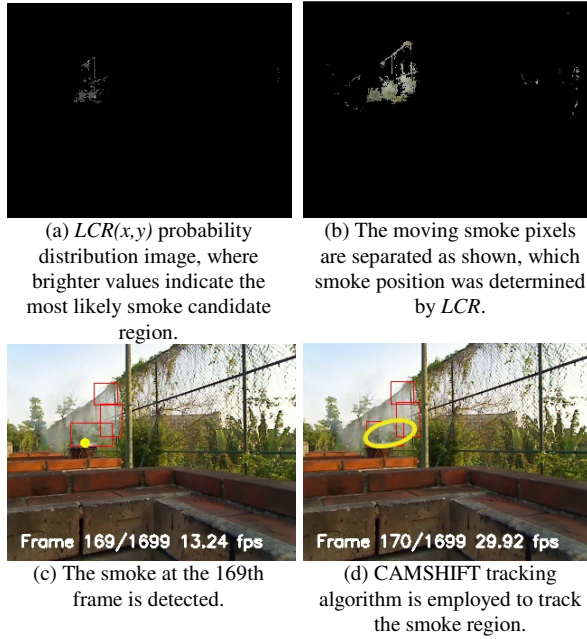 (a) LCR(x,y) probability
distribution image, where
brighter values indicate the
most likely smoke candidate
region.
(b) The moving smoke pixels
are separated as shown, which
smoke position was determined
by LCR.
Frame 169/1699 13.24 fps
Frame 170/1699 29.92 fps
(c) The smoke at the 169th
frame is detected.
(d) CAMSHIFT tracking
algorithm is employed to track
the smoke region.